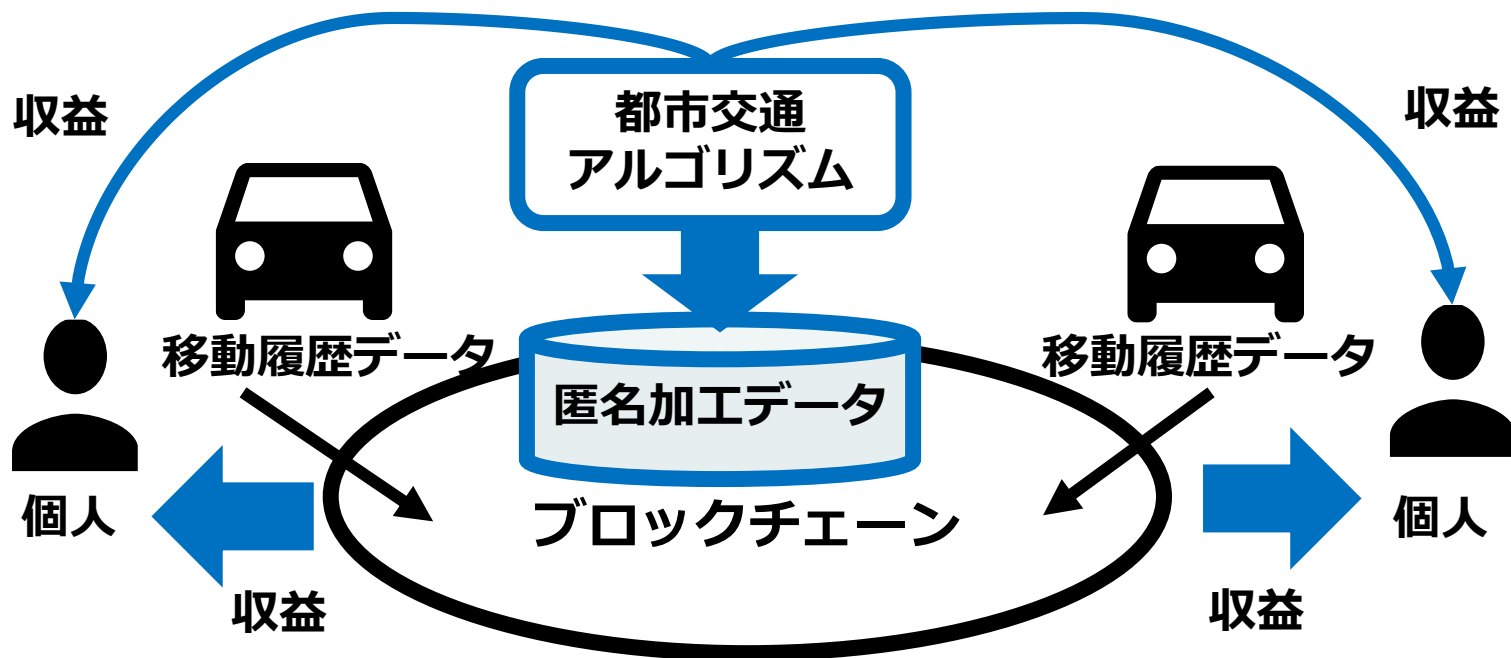 収益
都市交通
アルゴリズム
収益
移動履歴データ
移動履歴データ
匿名加工データ
ブロックチェーン
個人
個人
収益
収益